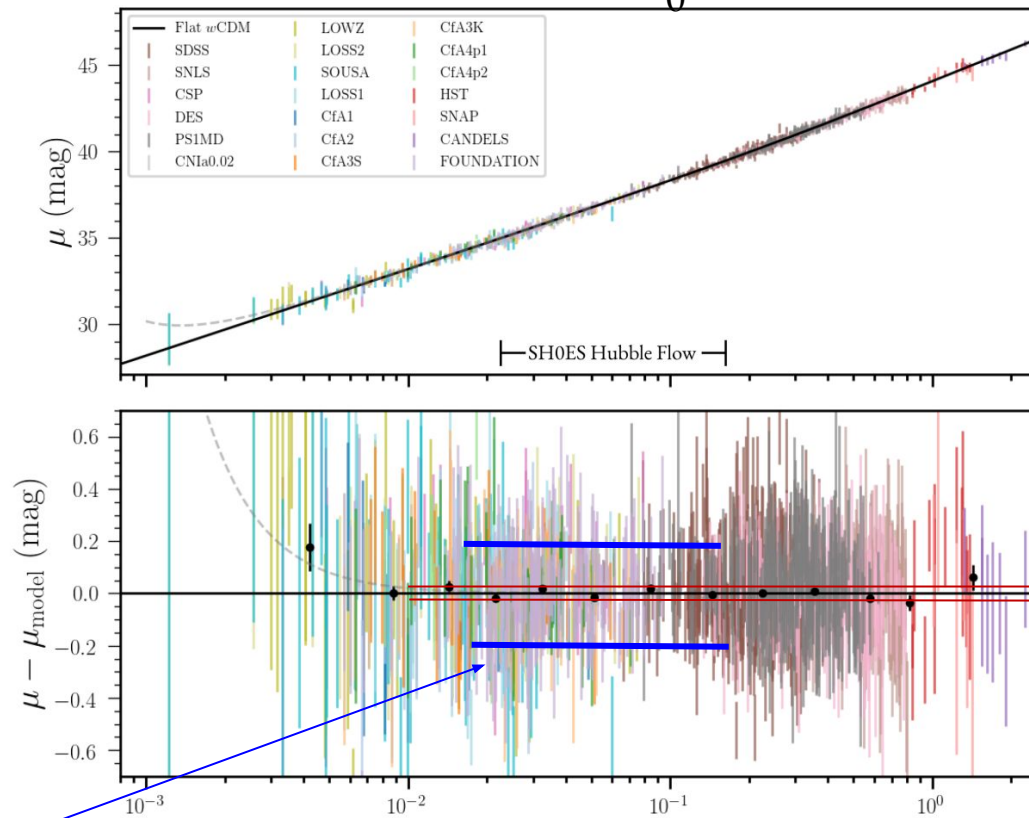 0
Flat wCDM
SDSS
SNLS
CSP
DES
PS1MD
CNIa0.02
LOWZ
LOSS2
SOUSA
LOSS1
CfA1
CfA2
CfA3S
CfA3K
CfA4p1
CfA4p2
HST
SNAP
CANDELS
FOUNDATION
μ (mag)
45
40
35
30
SH0ES Hubble Flow
μ − μmodel (mag)
0.6
0.4
0.2
0.0
−0.2
−0.4
−0.6
10⁻³ 10⁻² 10⁻¹ 10⁰